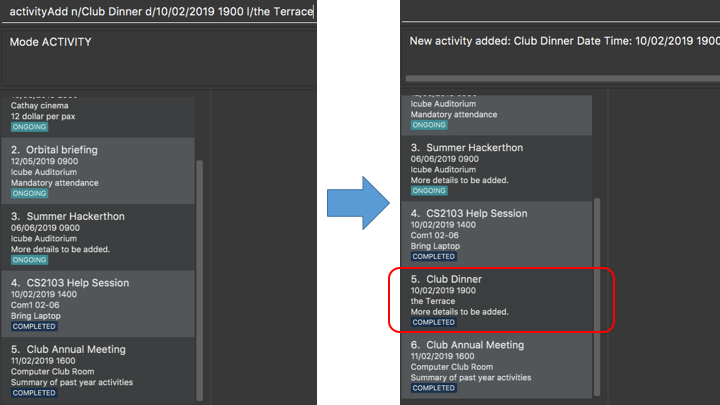 activityAdd n/Club Dinner d/10/02/2019 1900 l/the Terrace
Mode ACTIVITY
Cathay cinema
12 dollar per pax
ONGOING
2. Orbital briefing
12/05/2019 0900
Icube Auditorium
Mandatory attendance
ONGOING
3. Summer Hackerthon
06/06/2019 0900
Icube Auditorium
More details to be added.
ONGOING
4. CS2103 Help Session
10/02/2019 1400
Com1 02-06
Bring Laptop
COMPLETED
5. Club Annual Meeting
11/02/2019 1600
Computer Club Room
Summary of past year activities
COMPLETED
New activity added: Club Dinner Date Time: 10/02/2019 1900
Icube Auditorium
Mandatory attendance
ONGOING
3. Summer Hackerthon
06/06/2019 0900
Icube Auditorium
More details to be added.
ONGOING
4. CS2103 Help Session
10/02/2019 1400
Com1 02-06
Bring Laptop
COMPLETED
5. Club Dinner
10/02/2019 1900
the Terrace
More details to be added.
COMPLETED
6. Club Annual Meeting
11/02/2019 1600
Computer Club Room
Summary of past year activities
COMPLETED